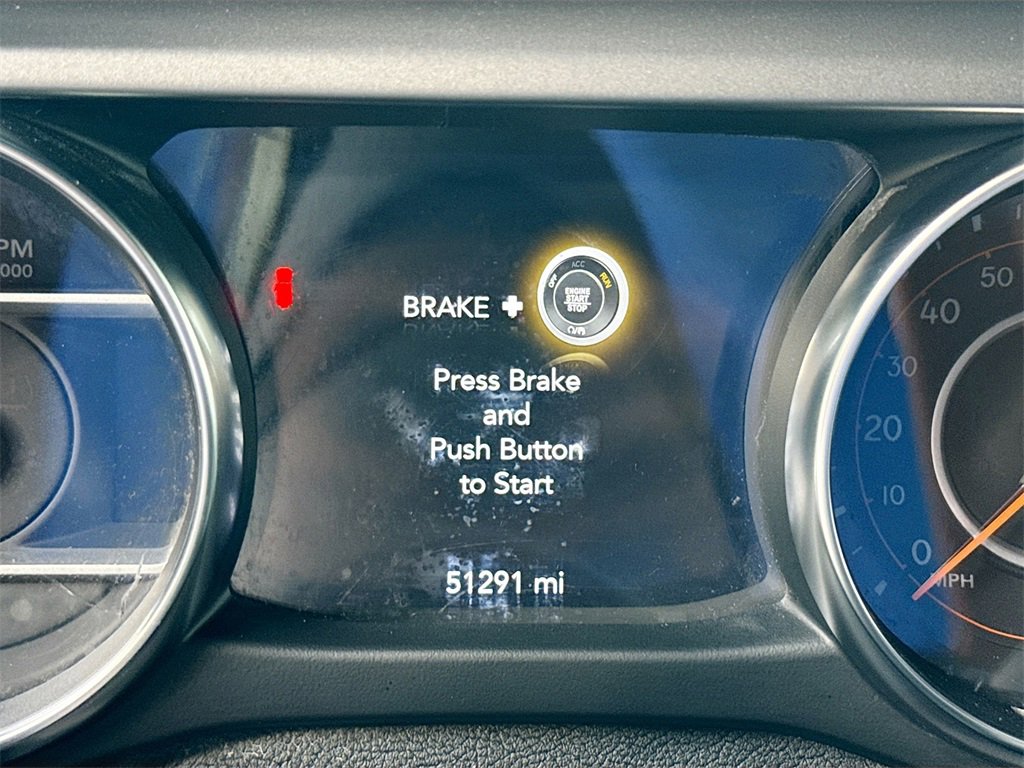 PM
000
BRAKE +
OFF ACC RUN
ENGINE
START
STOP
Press Brake
and
Push Button
to Start
51291 mi
50
40
30
20
10
0
MPH